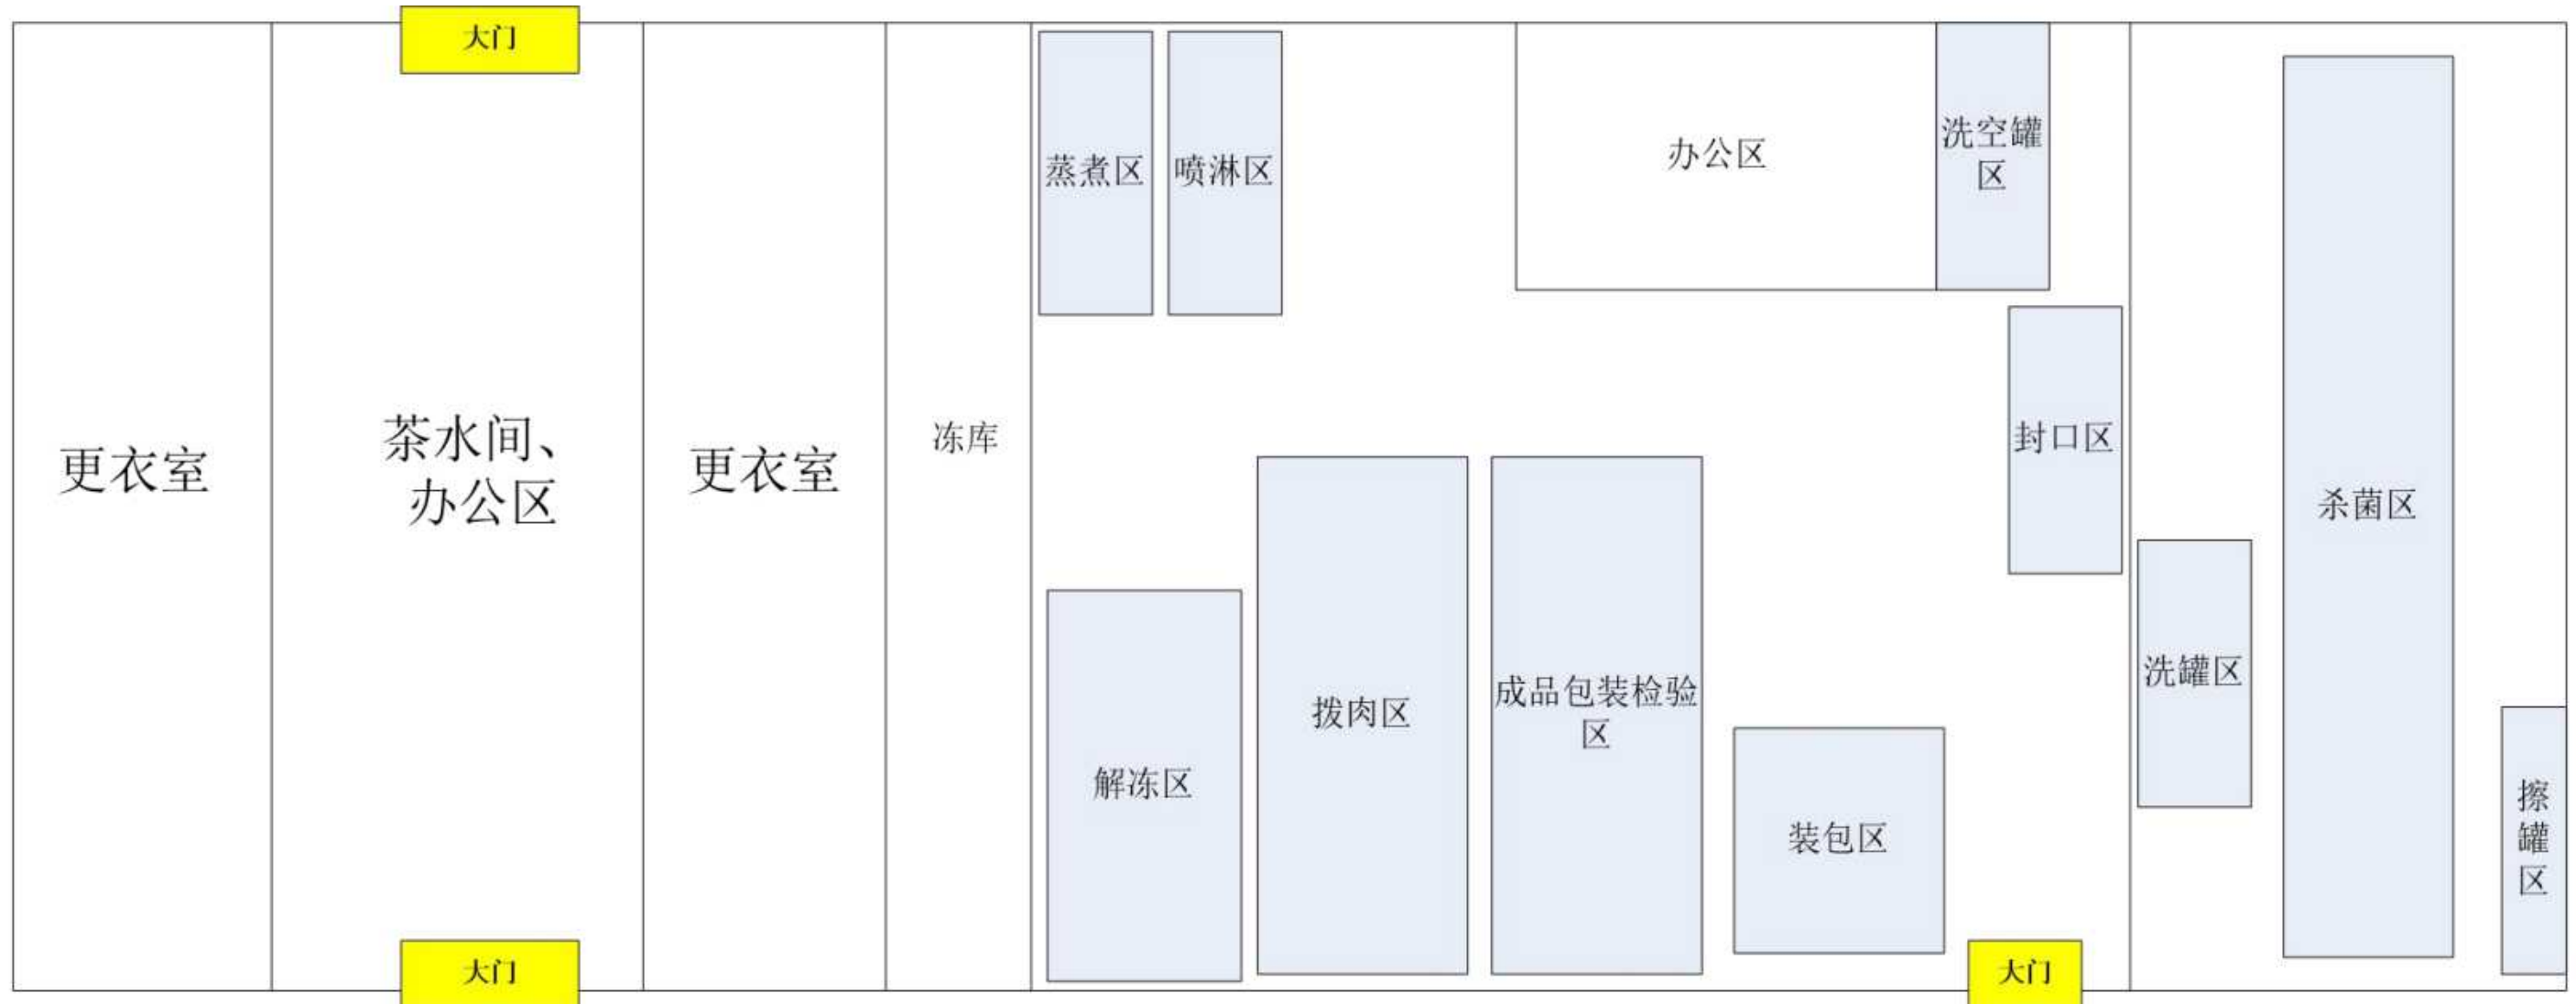 大门
更衣室
茶水间、
办公区
更衣室
冻库
蒸煮区
喷淋区
办公区
洗空罐
区
封口区
解冻区
拨肉区
成品包装检验
区
装包区
洗罐区
杀菌区
擦
罐
区
大门
大门